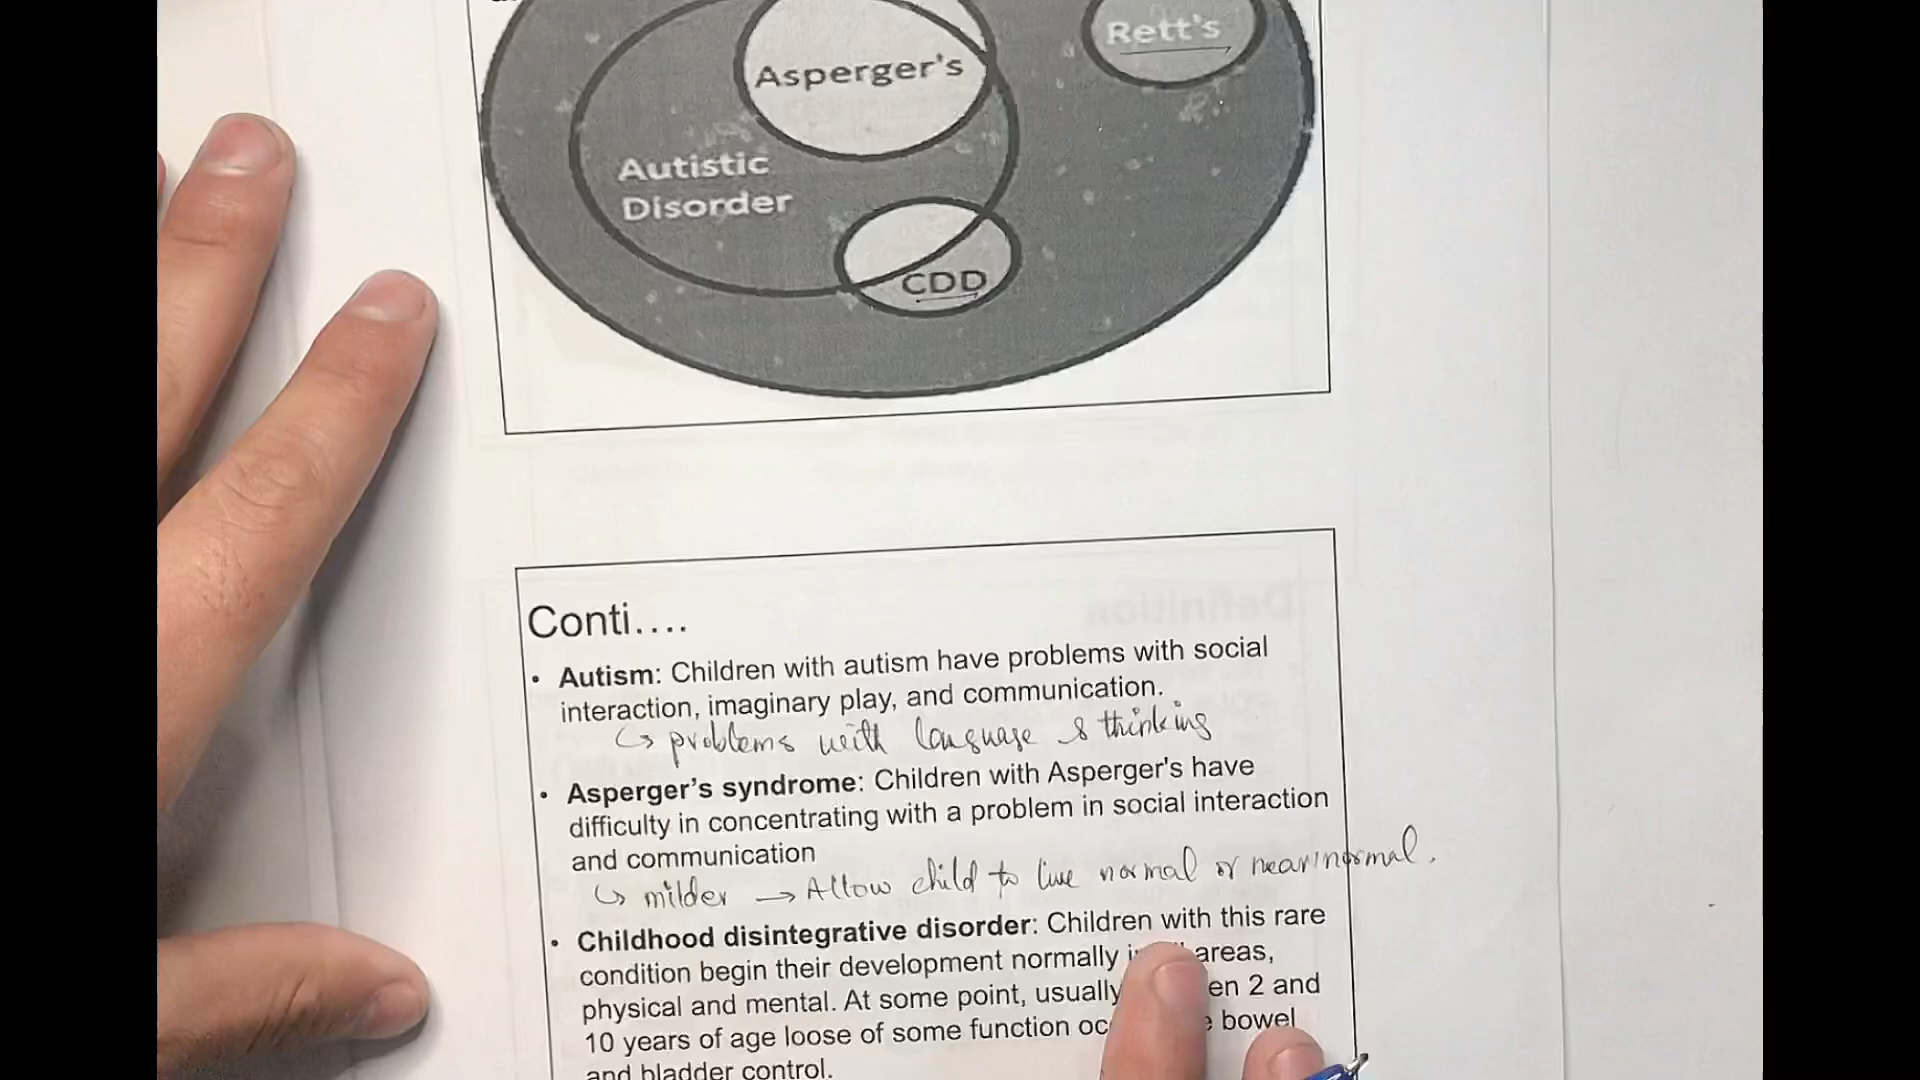 Rett's
Asperger's
Autistic
Disorder
CDD
Conti....
• Autism: Children with autism have problems with social
interaction, imaginary play, and communication.
↳ problems with language & thinking
• Asperger's syndrome: Children with Asperger's have
difficulty in concentrating with a problem in social interaction
and communication
↳ milder → Allow child to live normal or near normal.
• Childhood disintegrative disorder: Children with this rare
condition begin their development normally areas,
physical and mental. At some point, usually 2 and
10 years of age loose of some function bowel
and bladder control.